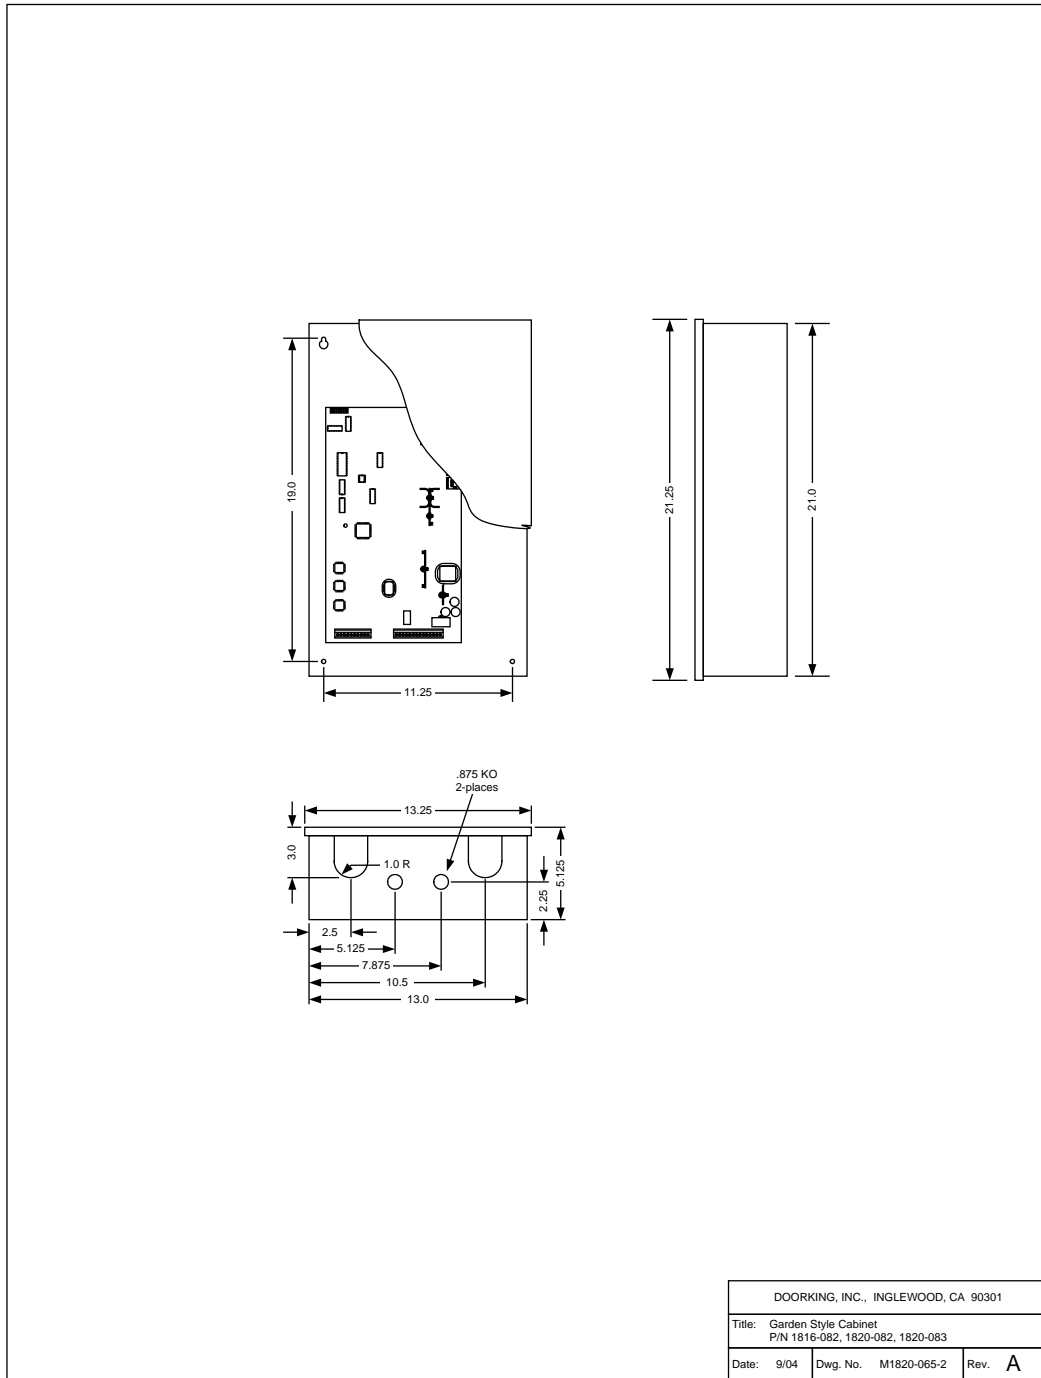 19.0
11.25
21.25
21.0
.875 KO
2-places
13.25
3.0
1.0 R
5.125
2.25
2.5
5.125
7.875
10.5
13.0
DOORKING, INC., INGLEWOOD, CA 90301
Title: Garden Style Cabinet
P/N 1816-082, 1820-082, 1820-083
Date: 9/04 Dwg. No. M1820-065-2 Rev. A